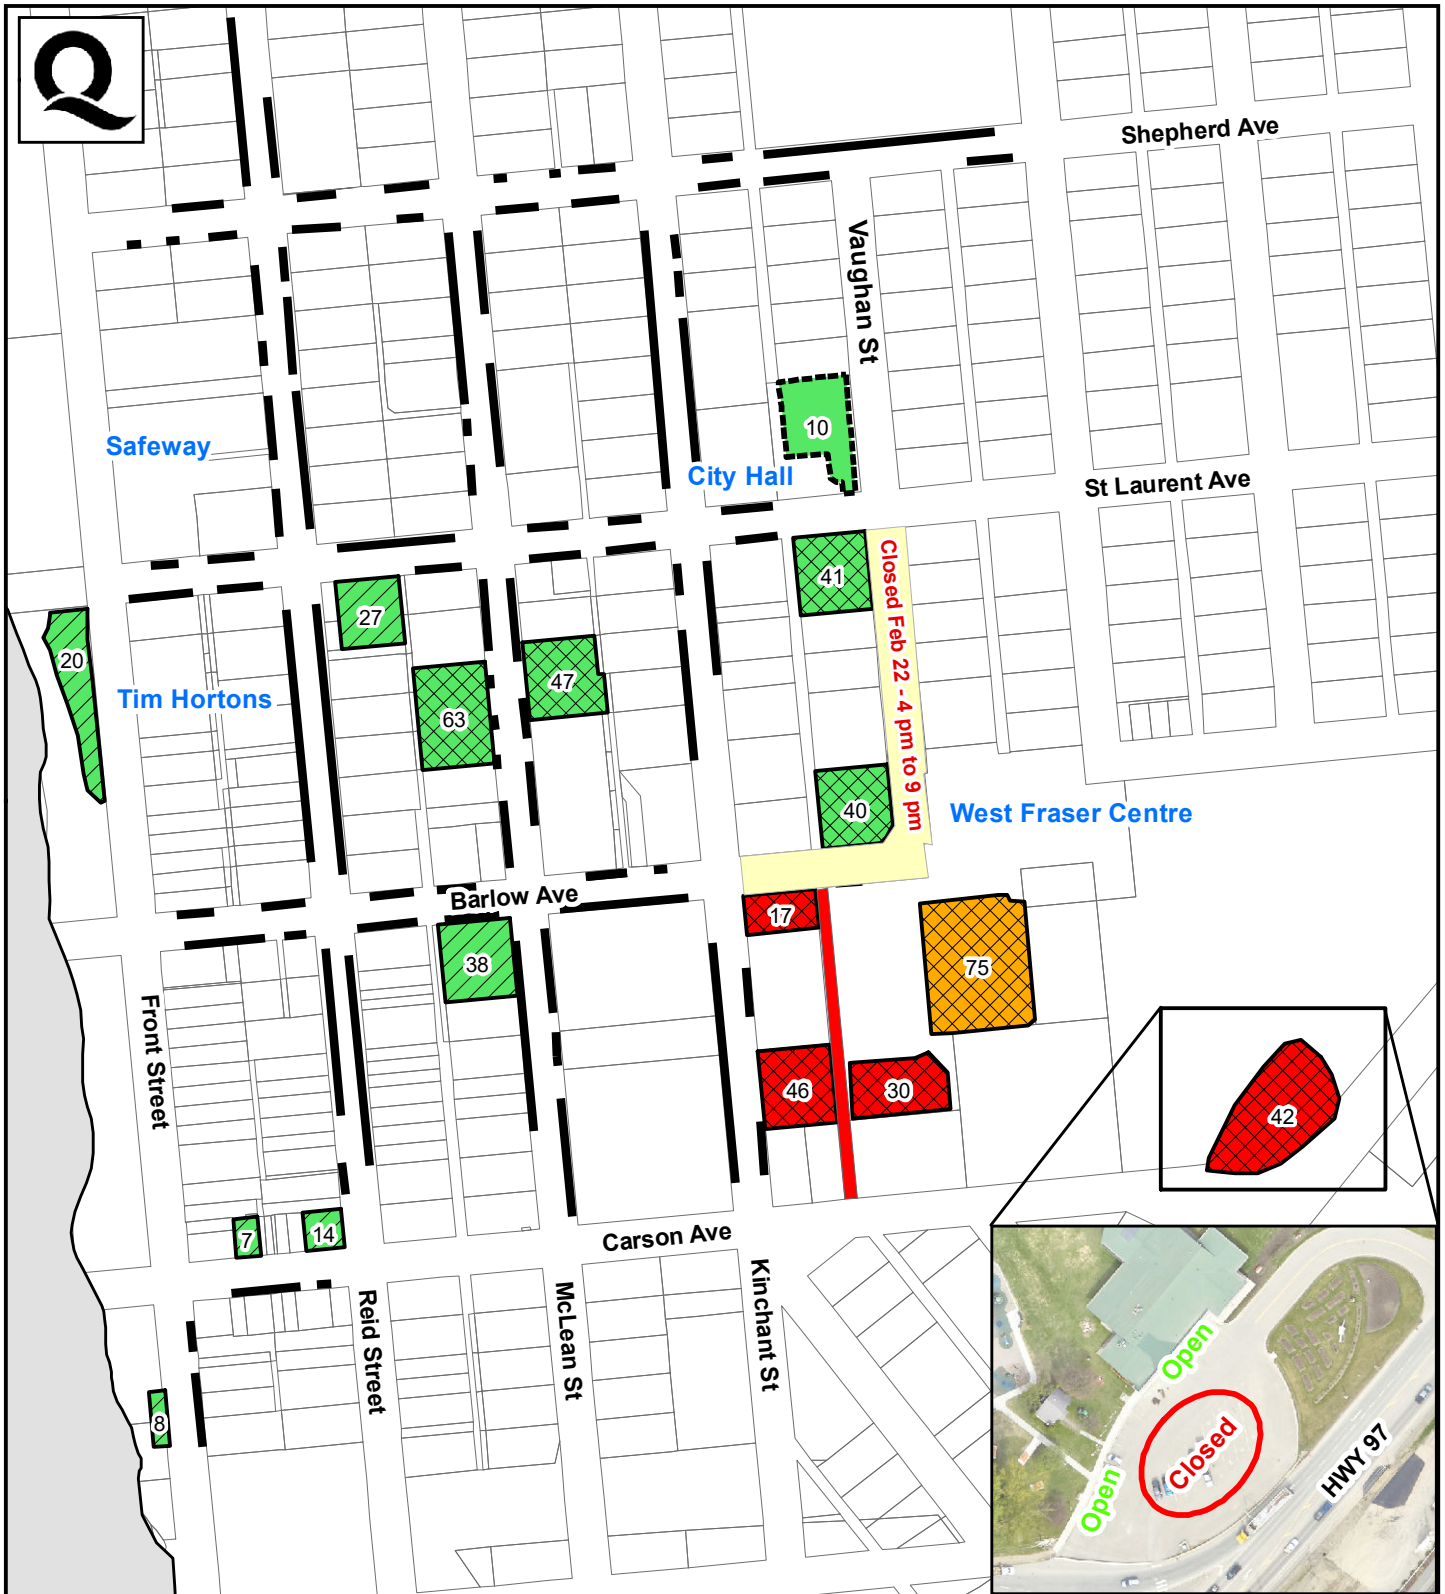 Q
Shepherd Ave
Vaughan St
10
Safeway
City Hall
St Laurent Ave
41
Closed Feb 22 - 4 pm to 9 pm
27
20
47
Tim Hortons
63
40
West Fraser Centre
Barlow Ave
17
38
75
Front Street
46
30
42
7
14
Carson Ave
Kinchant St
McLean St
Reid Street
8
Open
Closed
Open
HWY 97